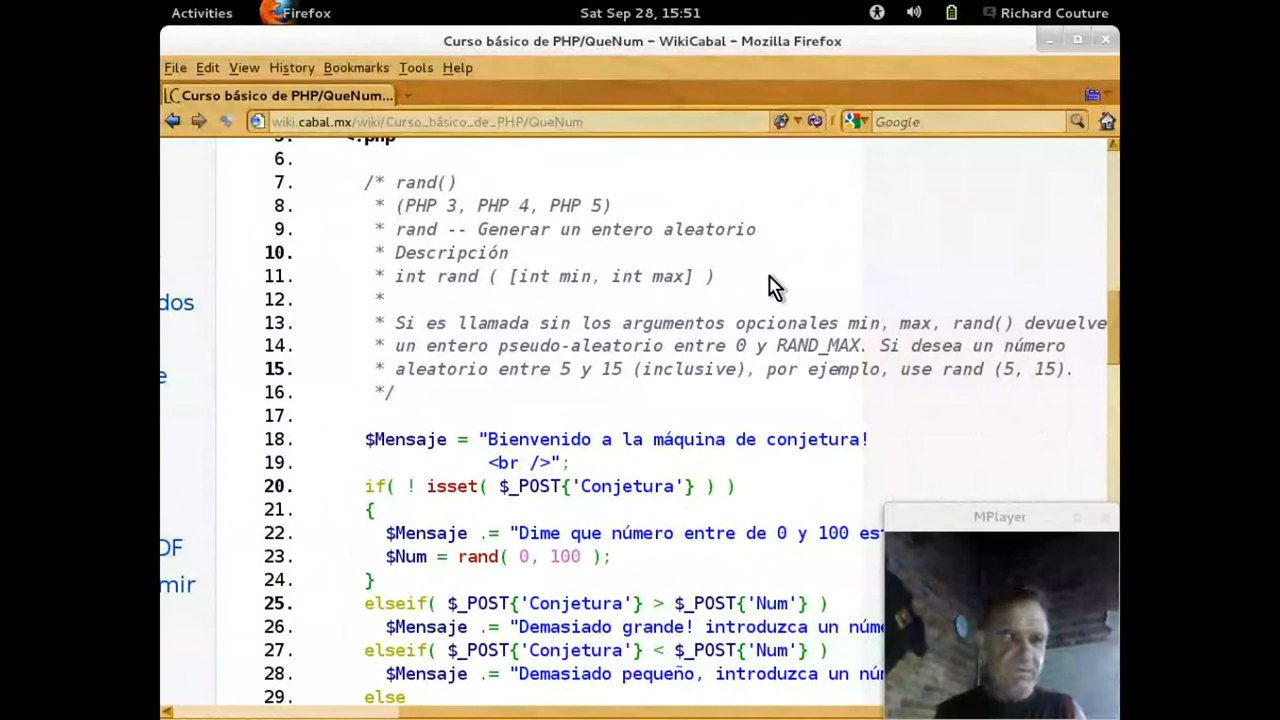 Activities Firefox Sat Sep 28, 15:51 Richard Couture
Curso básico de PHP/QueNum - WikiCabal - Mozilla Firefox
File Edit View History Bookmarks Tools Help
Curso básico de PHP/QueNum...
wiki.cabal.mx/wiki/Curso_básico_de_PHP/QueNum Google
6.
7. /* rand()
8. * (PHP 3, PHP 4, PHP 5)
9. * rand -- Generar un entero aleatorio
10. * Descripción
11. * int rand ( [int min, int max] )
12. *
dos
13. * Si es llamada sin los argumentos opcionales min, max, rand() devuelve
14. * un entero pseudo-aleatorio entre 0 y RAND_MAX. Si desea un número
e
15. * aleatorio entre 5 y 15 (inclusive), por ejemplo, use rand (5, 15).
16. */
17.
18. $Mensaje = "Bienvenido a la máquina de conjetura!
19. <br />";
20. if( ! isset( $_POST{'Conjetura'} ) )
21. {
MPlayer
22. $Mensaje .= "Dime que número entre de 0 y 100 est
DF
23. $Num = rand( 0, 100 );
24. }
mir
25. elseif( $_POST{'Conjetura'} > $_POST{'Num'} )
26. $Mensaje .= "Demasiado grande! introduzca un núme
27. elseif( $_POST{'Conjetura'} < $_POST{'Num'} )
28. $Mensaje .= "Demasiado pequeño, introduzca un nú
29. else